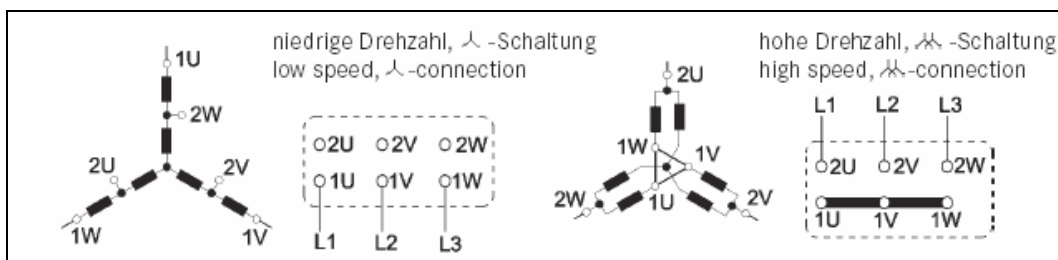 niedrige Drehzahl, -Schaltung
low speed, -connection
1U
2W
2U
2V
1W
1V
2U 2V 2W
1U 1V 1W
L1 L2 L3
hohe Drehzahl, -Schaltung
high speed, -connection
2U
1W
1V
2W
1U
2V
L1 L2 L3
2U 2V 2W
1U 1V 1W